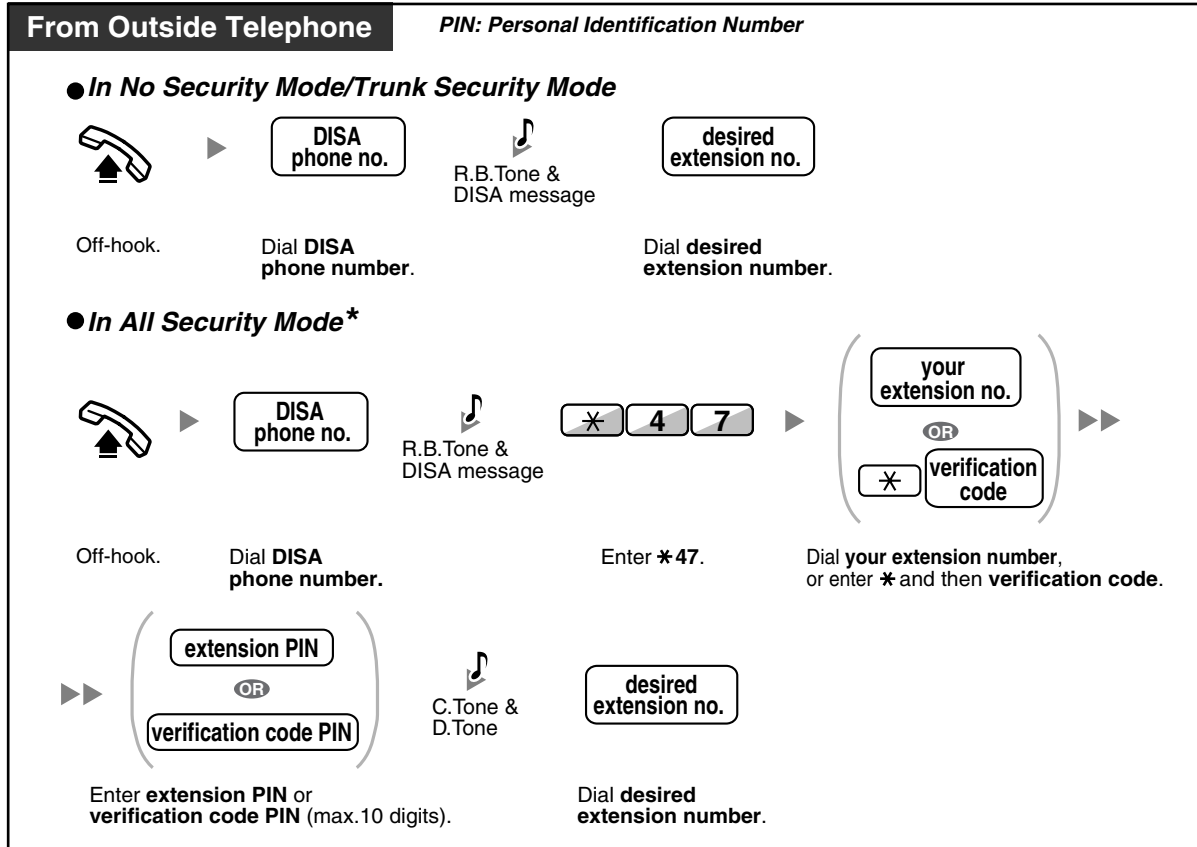 From Outside Telephone
PIN: Personal Identification Number
●In No Security Mode/Trunk Security Mode
DISA
phone no.
R.B.Tone &
DISA message
desired
extension no.
Off-hook.
Dial DISA
phone number.
Dial desired
extension number.
●In All Security Mode*
DISA
phone no.
R.B.Tone &
DISA message
* 4 7
your
extension no.
OR
* verification
code
Off-hook.
Dial DISA
phone number.
Enter *47.
Dial your extension number,
or enter * and then verification code.
extension PIN
OR
verification code PIN
C.Tone &
D.Tone
desired
extension no.
Enter extension PIN or
verification code PIN (max.10 digits).
Dial desired
extension number.